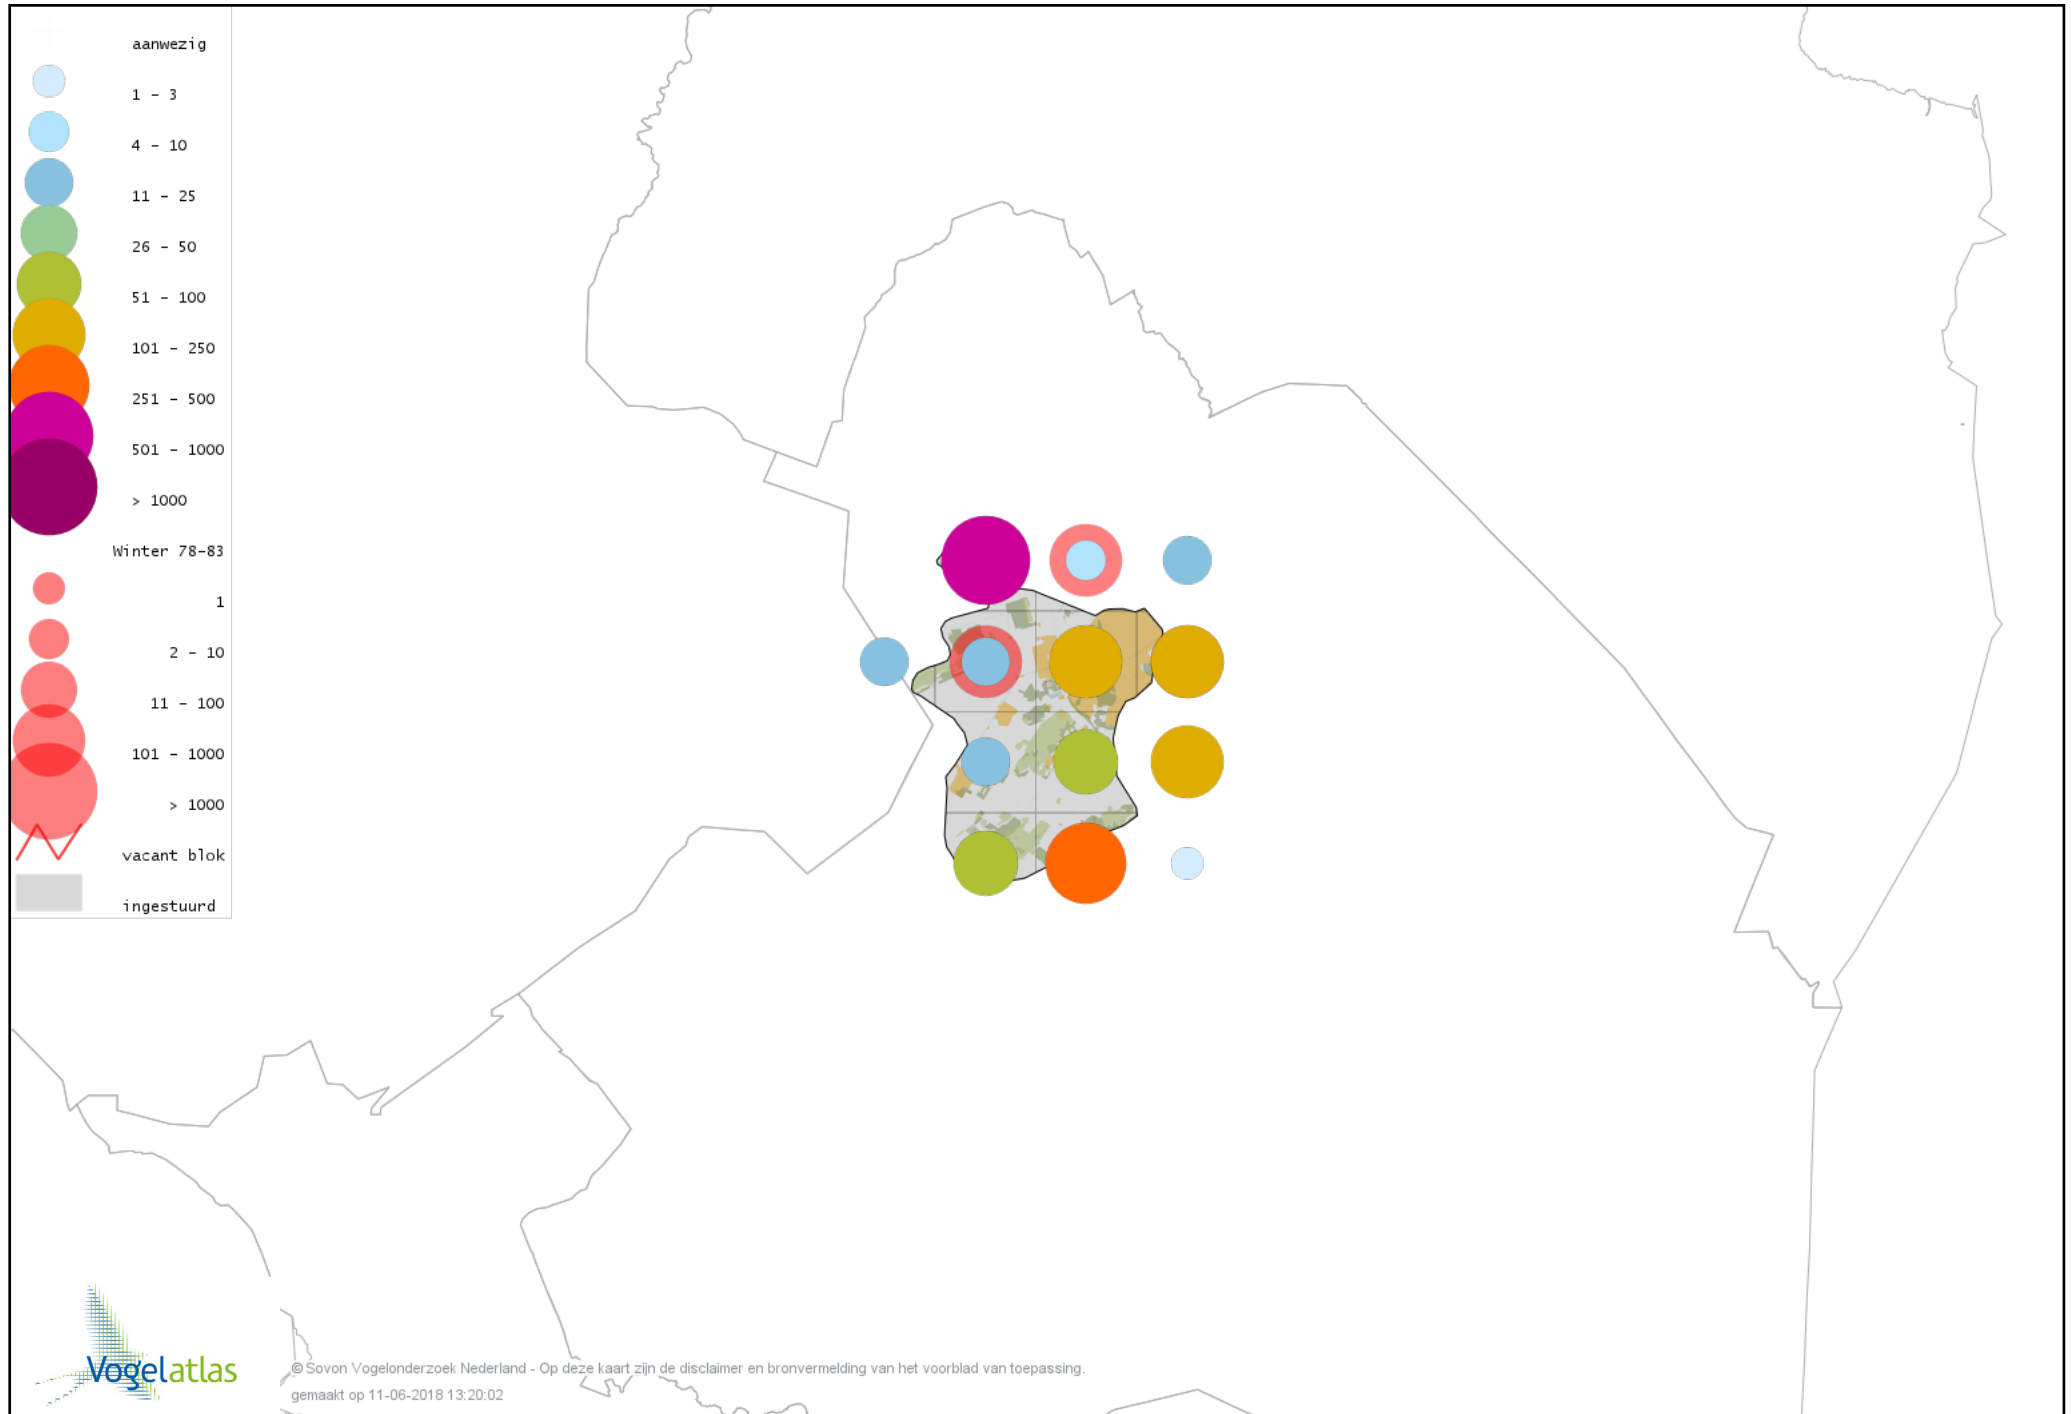 aanwezig
1 - 3
4 - 10
11 - 25
26 - 50
51 - 100
101 - 250
251 - 500
501 - 1000
> 1000
Winter 78-83
1
2 - 10
11 - 100
101 - 1000
> 1000
vacant blok
ingestuurd
Vogelatlas
© Sovon Vogelonderzoek Nederland - Op deze kaart zijn de disclaimer en bronvermelding van het voorblad van toepassing.
gemaakt op 11-06-2018 13:20:02